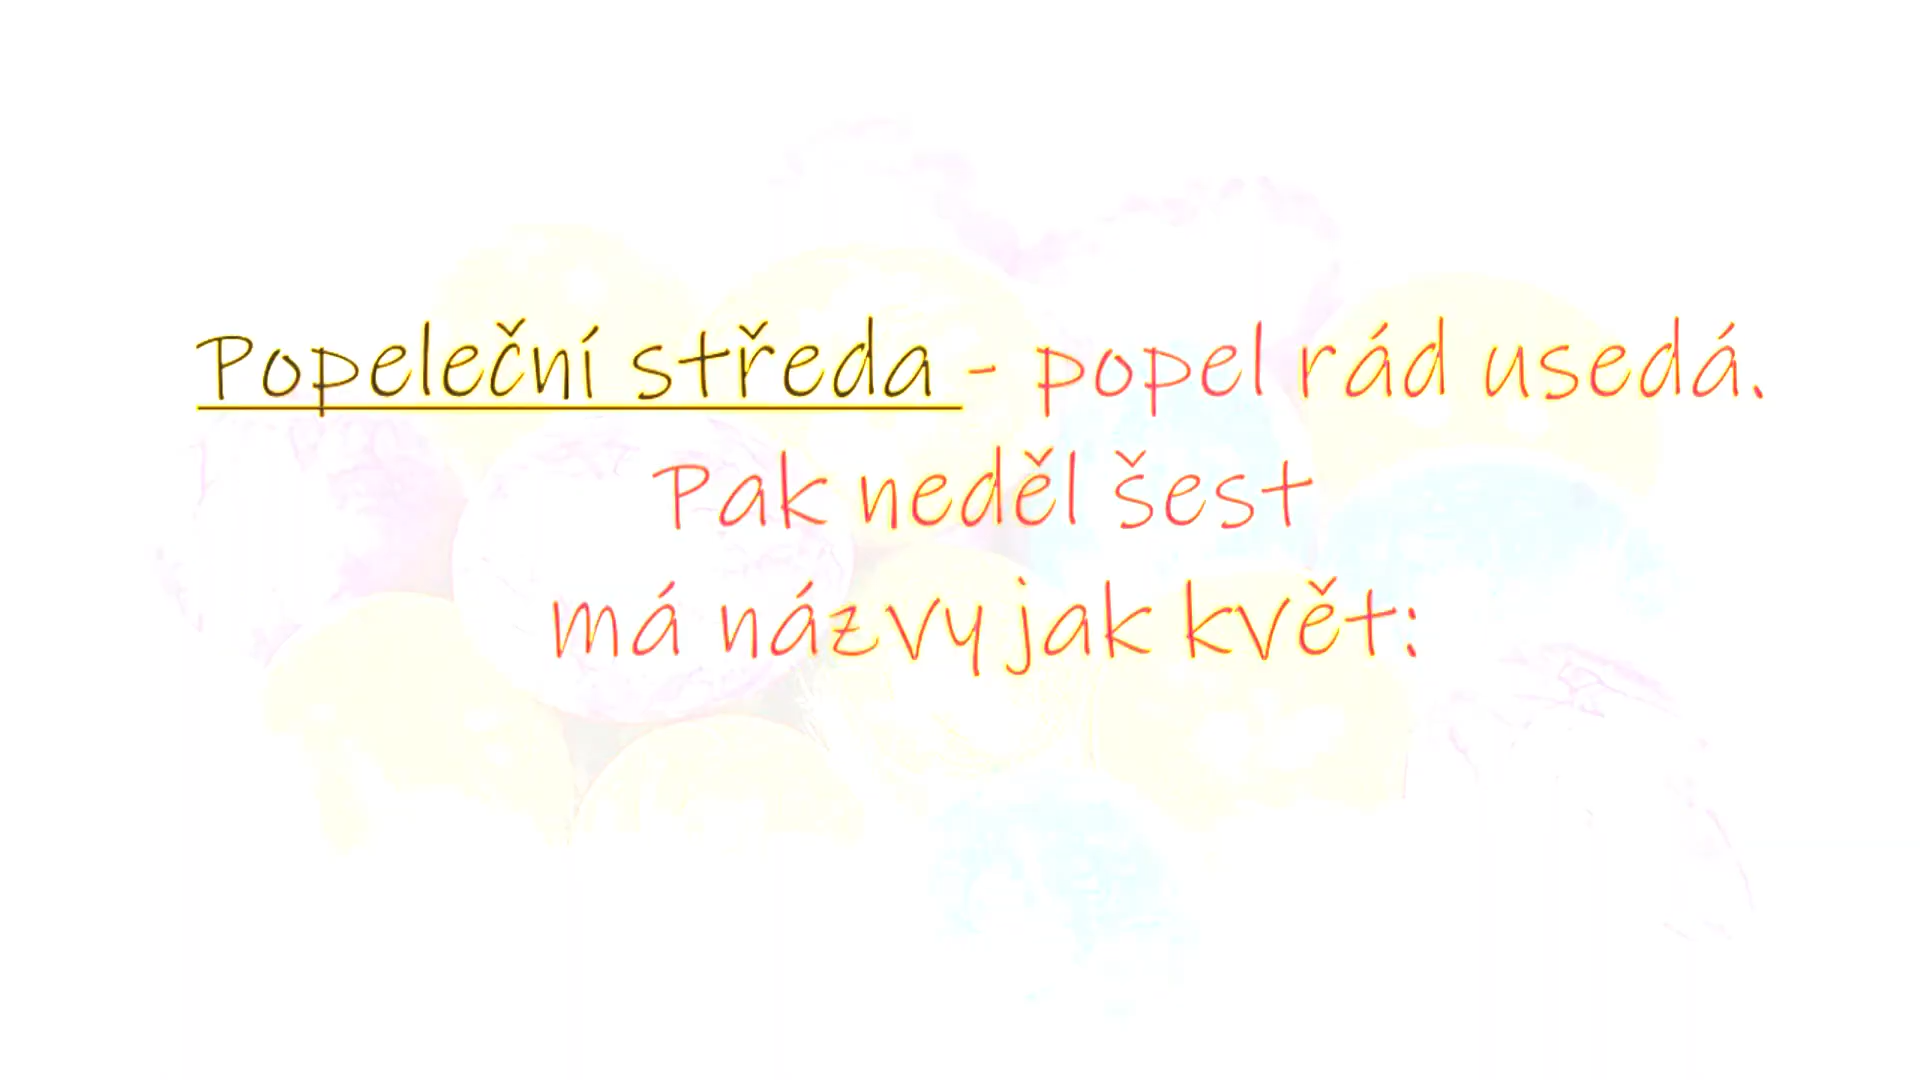 Popeleční středa - popel rád usedá.
Pak neděl šest
má názvy jak květ: